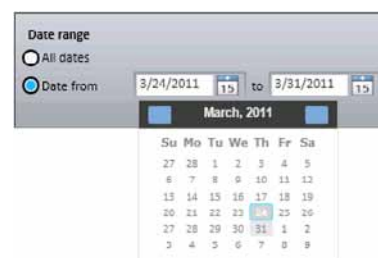 Date range
All dates
Date from 3/24/2011 15 to 3/31/2011 15
March, 2011
Su Mo Tu We Th Fr Sa
27 28 1 2 3 4 5
6 7 8 9 10 11 12
13 14 15 16 17 18 19
20 21 22 23 24 25 26
27 28 29 30 31 1 2
3 4 5 6 7 8 9